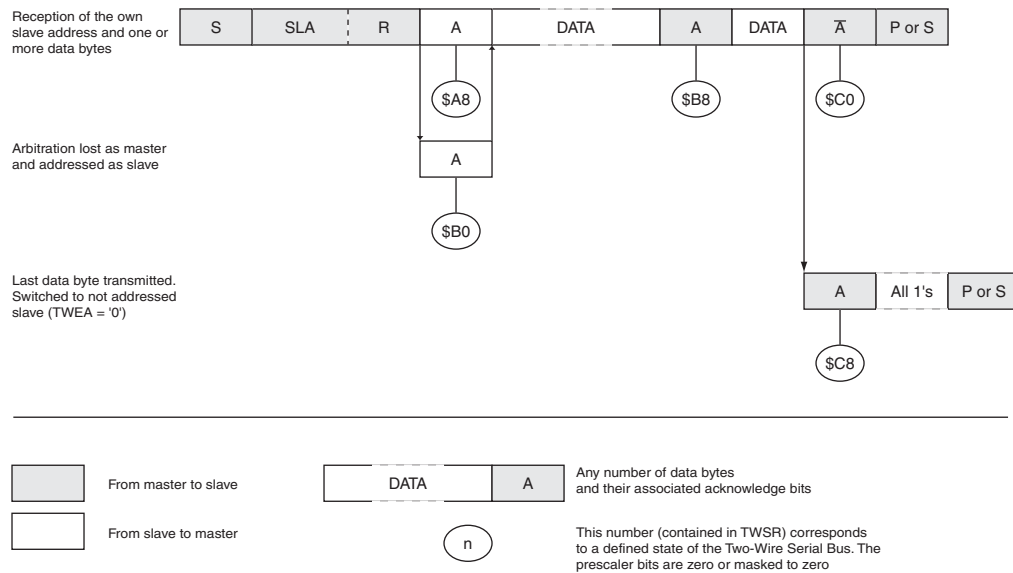 Reception of the own
slave address and one or
more data bytes
S SLA R A DATA A DATA A̅ P or S
$A8 $B8 $C0
Arbitration lost as master
and addressed as slave
A
$B0
Last data byte transmitted.
Switched to not addressed
slave (TWEA = '0')
A All 1's P or S
$C8
From master to slave
DATA A
Any number of data bytes
and their associated acknowledge bits
From slave to master
n
This number (contained in TWSR) corresponds
to a defined state of the Two-Wire Serial Bus. The
prescaler bits are zero or masked to zero